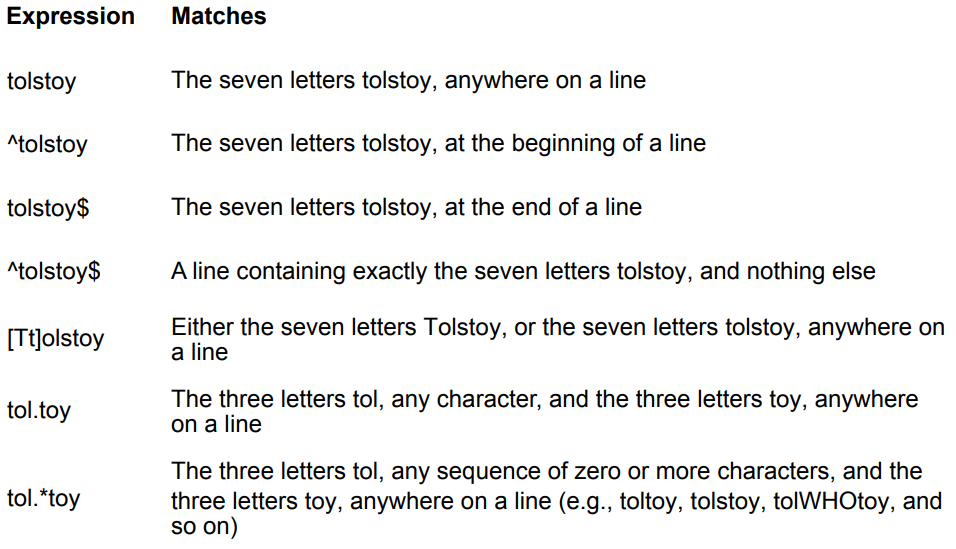 Expression Matches
tolstoy The seven letters tolstoy, anywhere on a line
^tolstoy The seven letters tolstoy, at the beginning of a line
tolstoy$ The seven letters tolstoy, at the end of a line
^tolstoy$ A line containing exactly the seven letters tolstoy, and nothing else
[Tt]olstoy Either the seven letters Tolstoy, or the seven letters tolstoy, anywhere on
a line
tol.toy The three letters tol, any character, and the three letters toy, anywhere
on a line
The three letters tol, any sequence of zero or more characters, and the
tol.*toy three letters toy, anywhere on a line (e.g., toltoy, tolstoy, tolWHOtoy, and
so on)